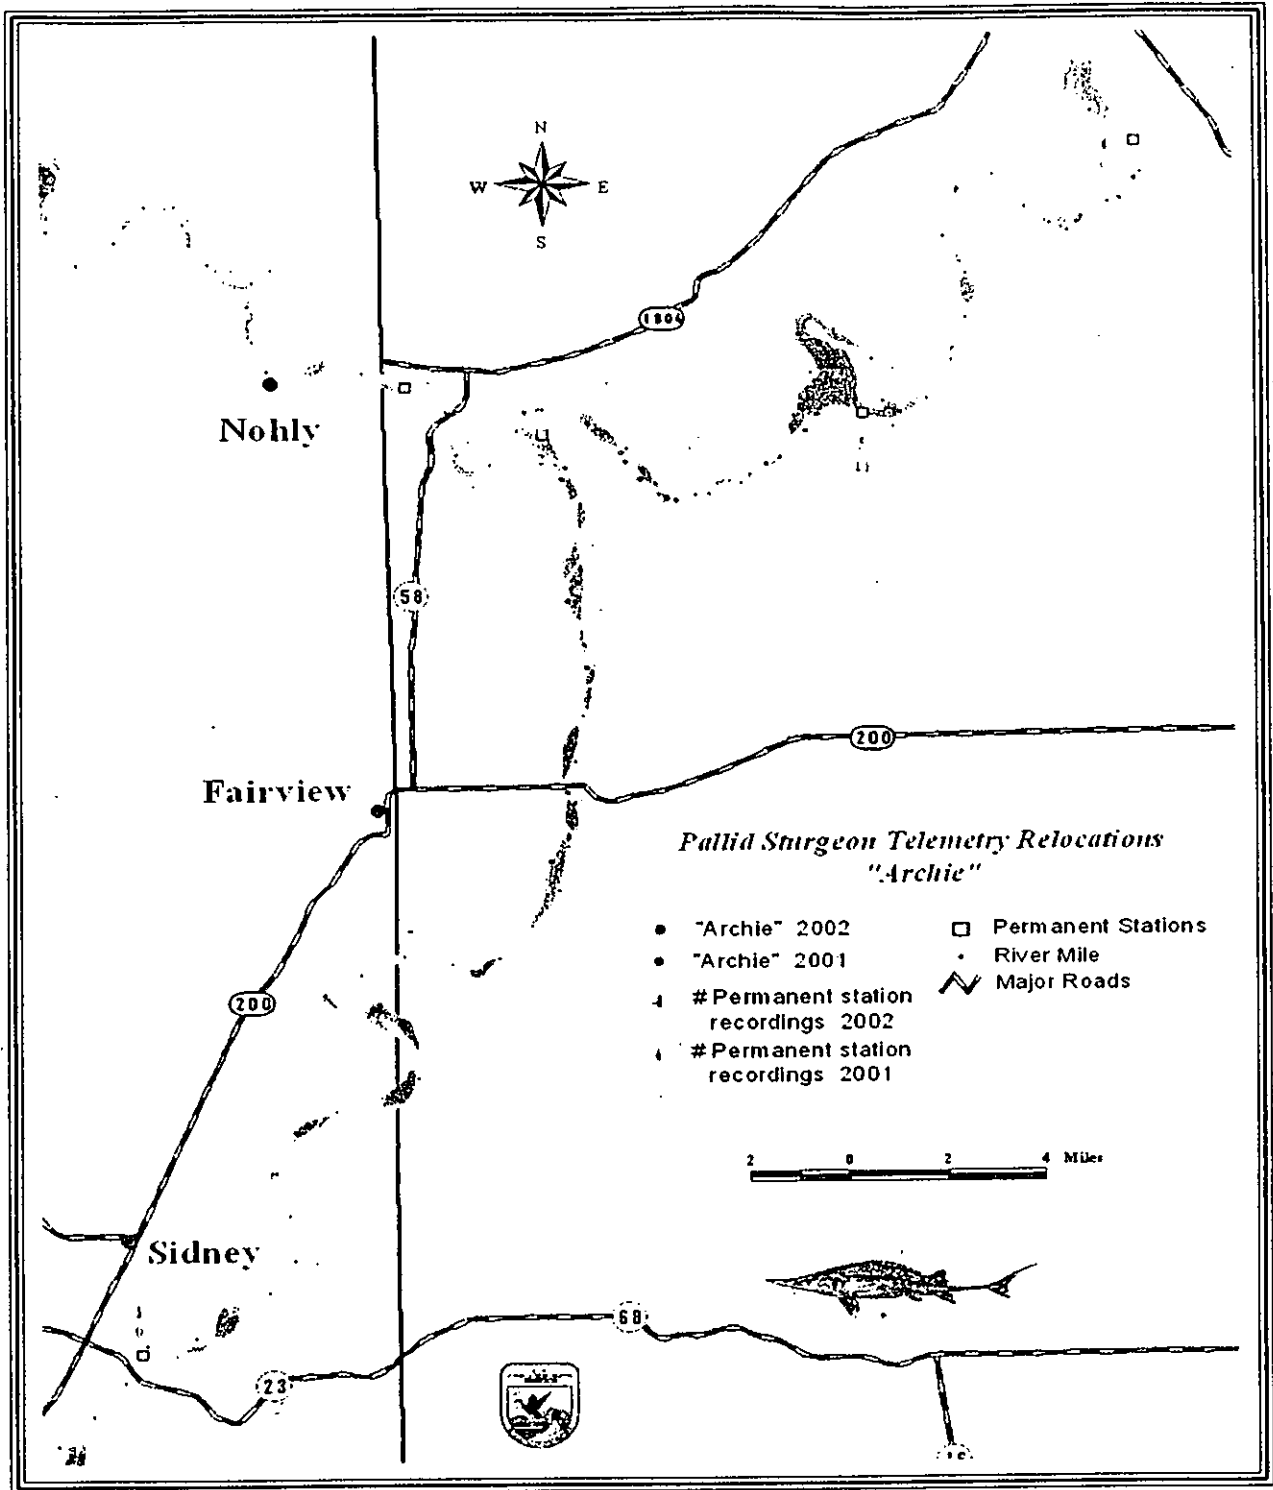 N
W E
S
1804
Nohly
11
58
200
Fairview
Pallid Sturgeon Telemetry Relocations
"Archie"
"Archie" 2002
"Archie" 2001
# Permanent station
recordings 2002
# Permanent station
recordings 2001
Permanent Stations
River Mile
Major Roads
200
2 0 2 4 Miles
Sidney
68
23